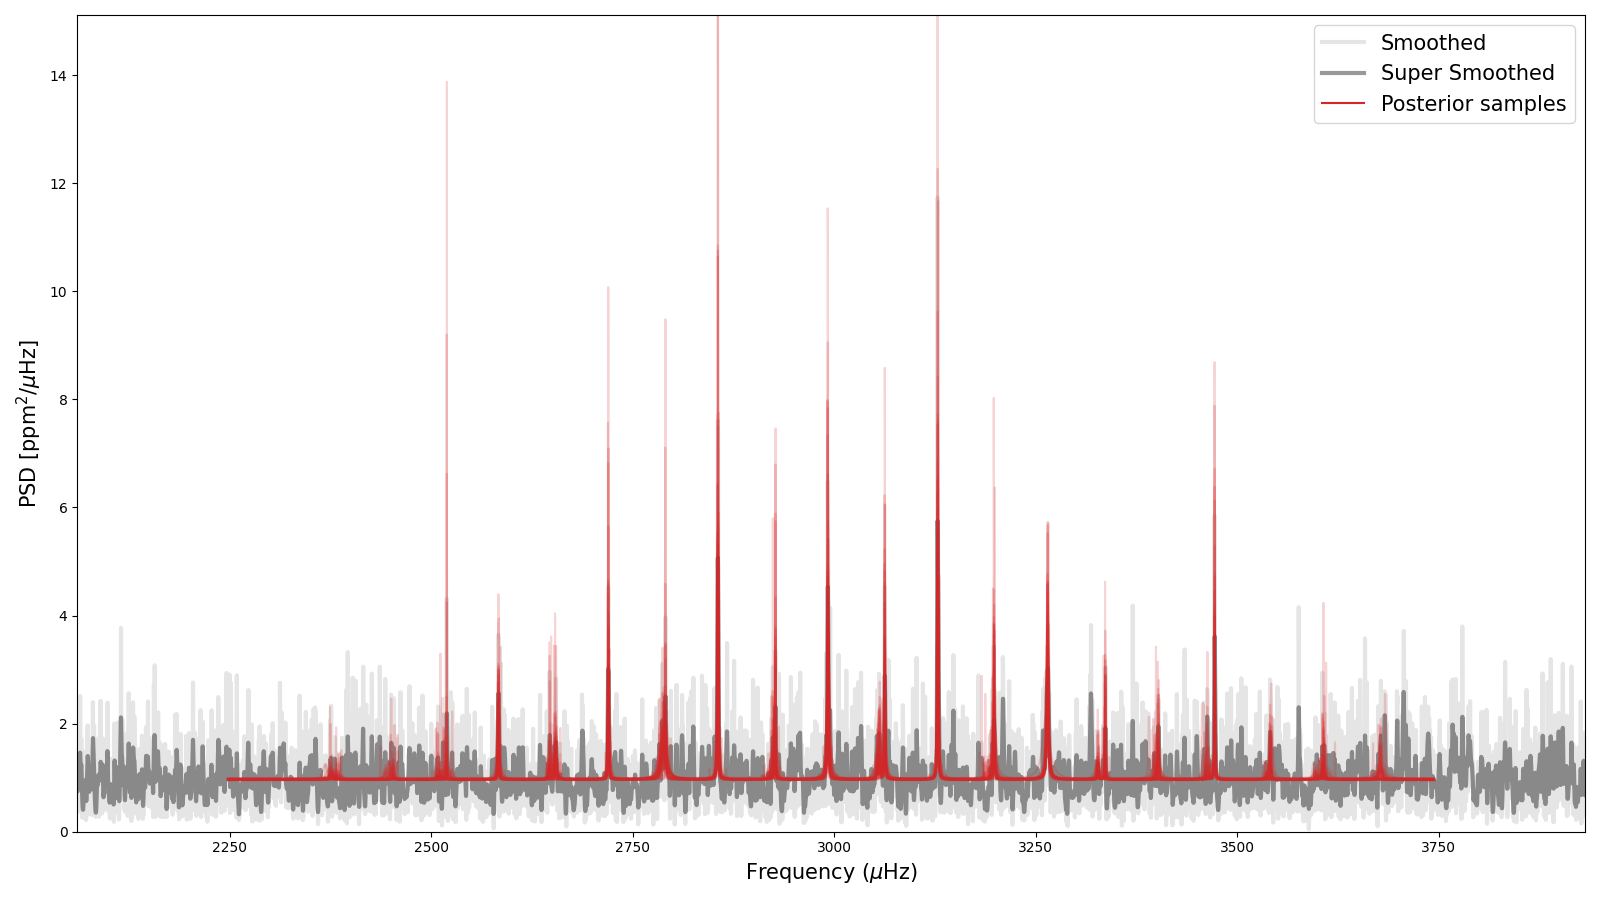 Smoothed
Super Smoothed
Posterior samples
14
12
10
8
6
4
2
0
PSD [ppm²/μHz]
2250 2500 2750 3000 3250 3500 3750
Frequency (μHz)